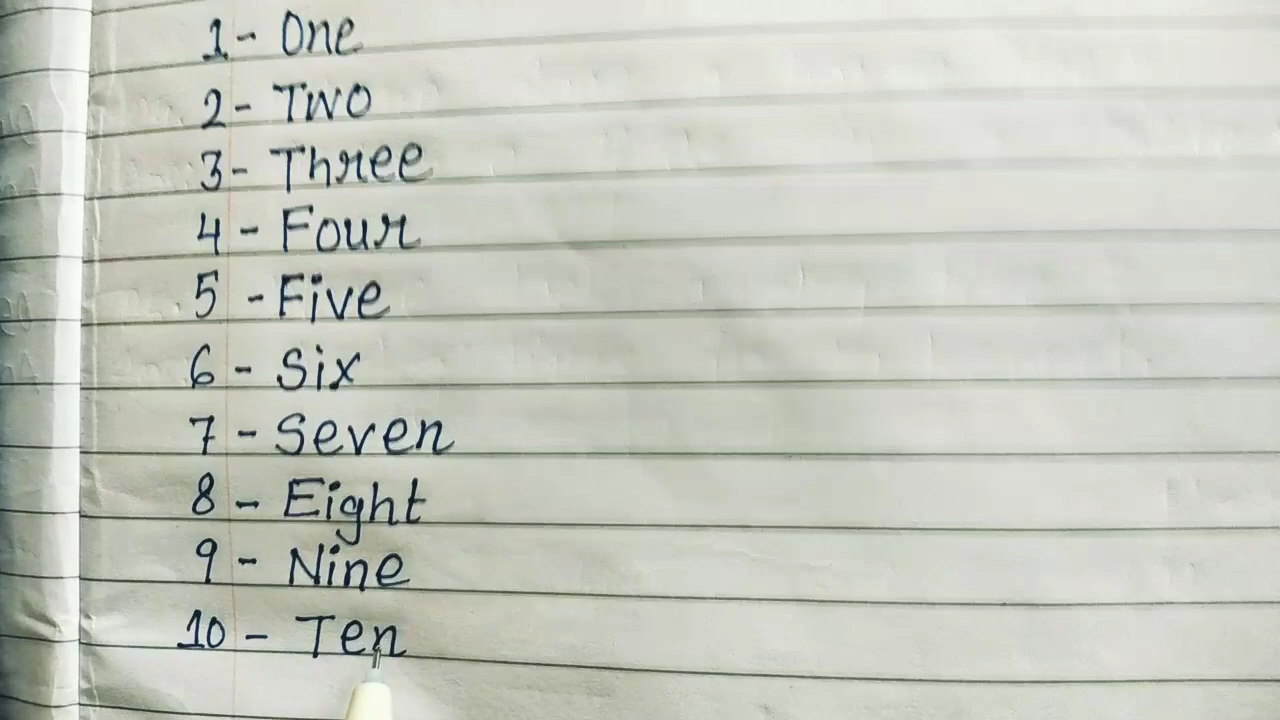 1- One
2- Two
3- Three
4 - Four
5 - Five
6 - Six
7 - Seven
8 - Eight
9 - Nine
10 - Ten